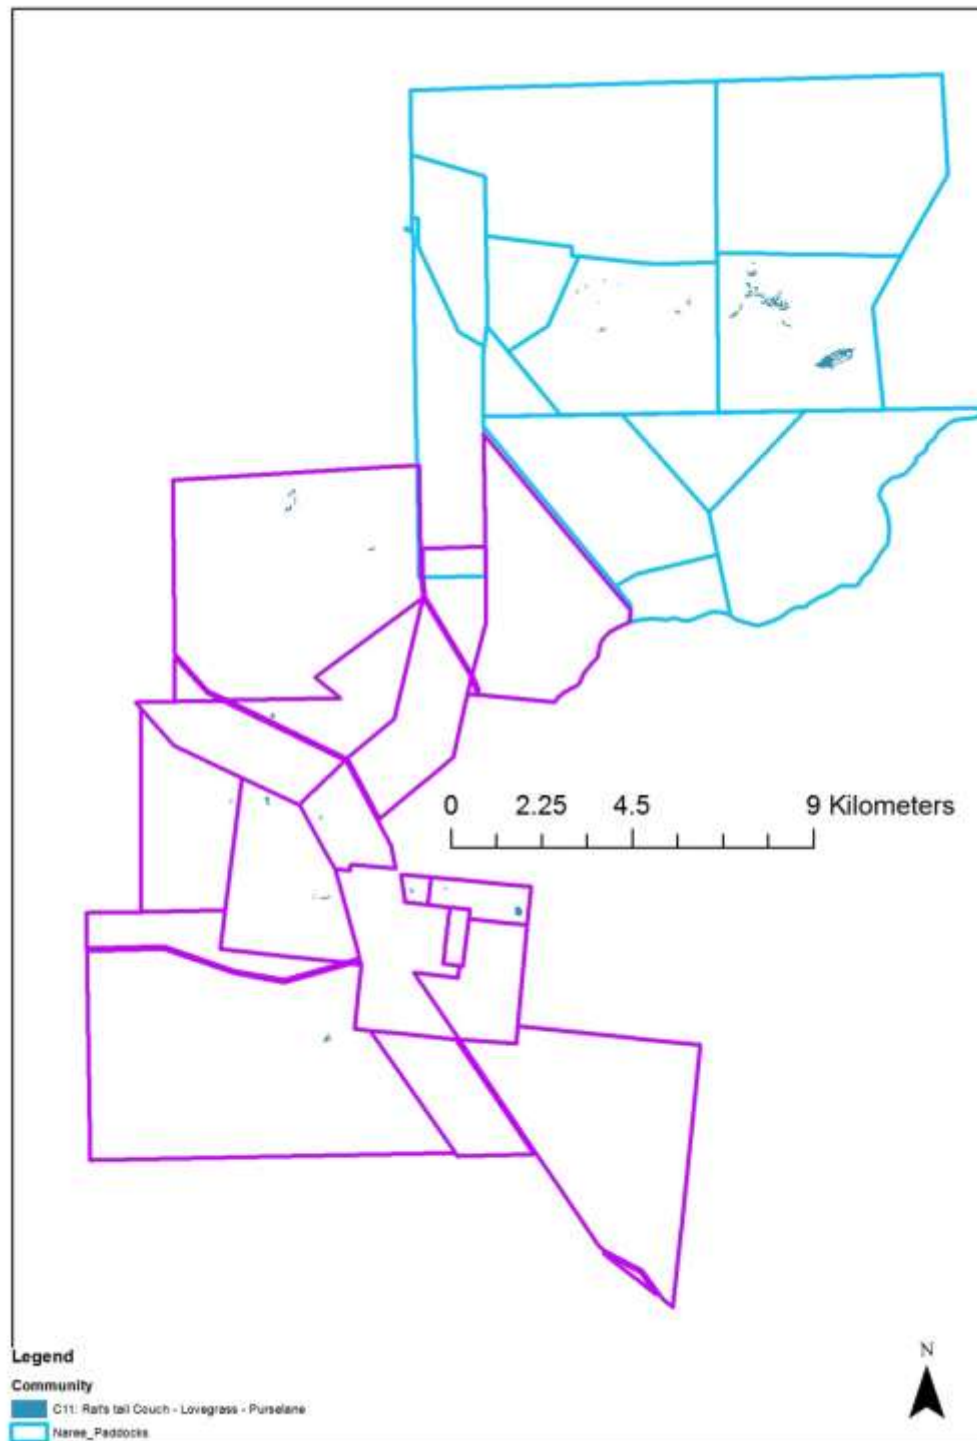 0 2.25 4.5 9 Kilometers
Legend
Community
C11: Rat's tail Couch - Lovegrass - Purselane
Naree_Paddocks
N